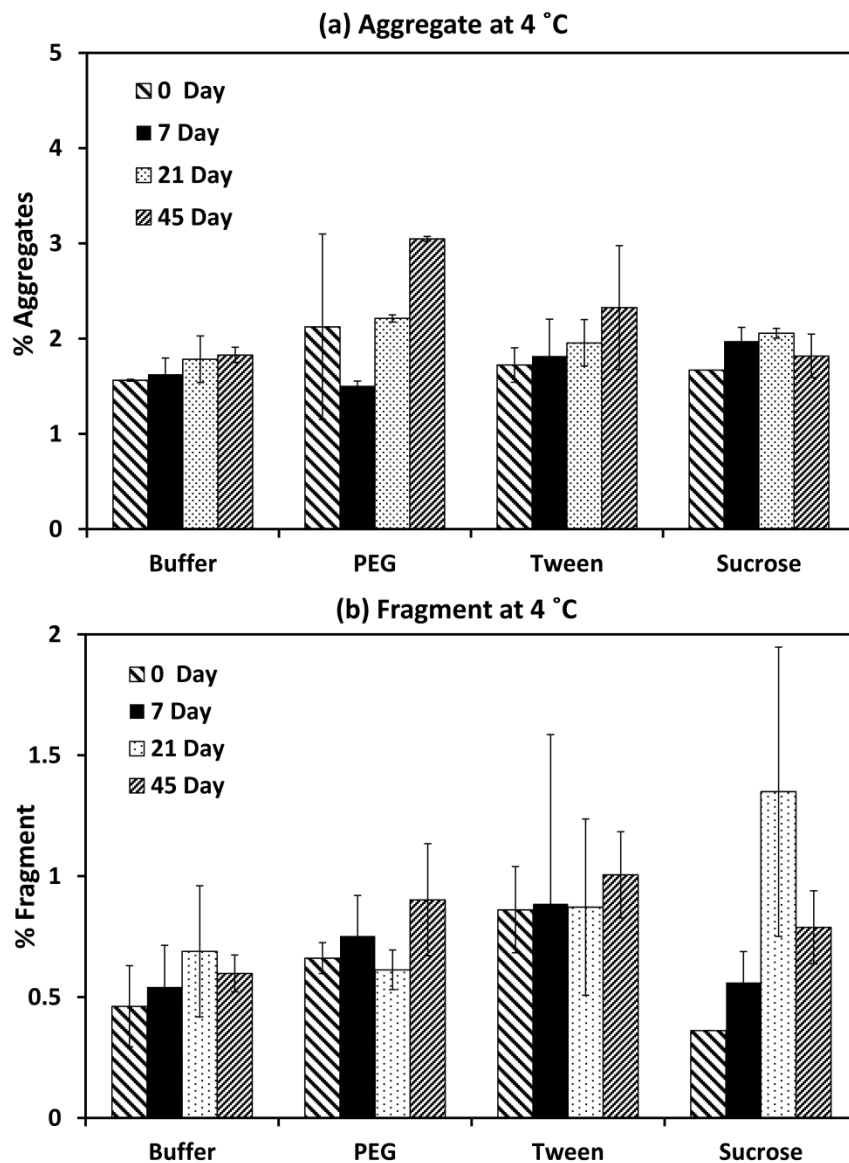 (a) Aggregate at 4 ˚C
5
4
3
2
1
0
% Aggregates
0 Day
7 Day
21 Day
45 Day
Buffer PEG Tween Sucrose
(b) Fragment at 4 ˚C
2
1.5
1
0.5
0
% Fragment
0 Day
7 Day
21 Day
45 Day
Buffer PEG Tween Sucrose